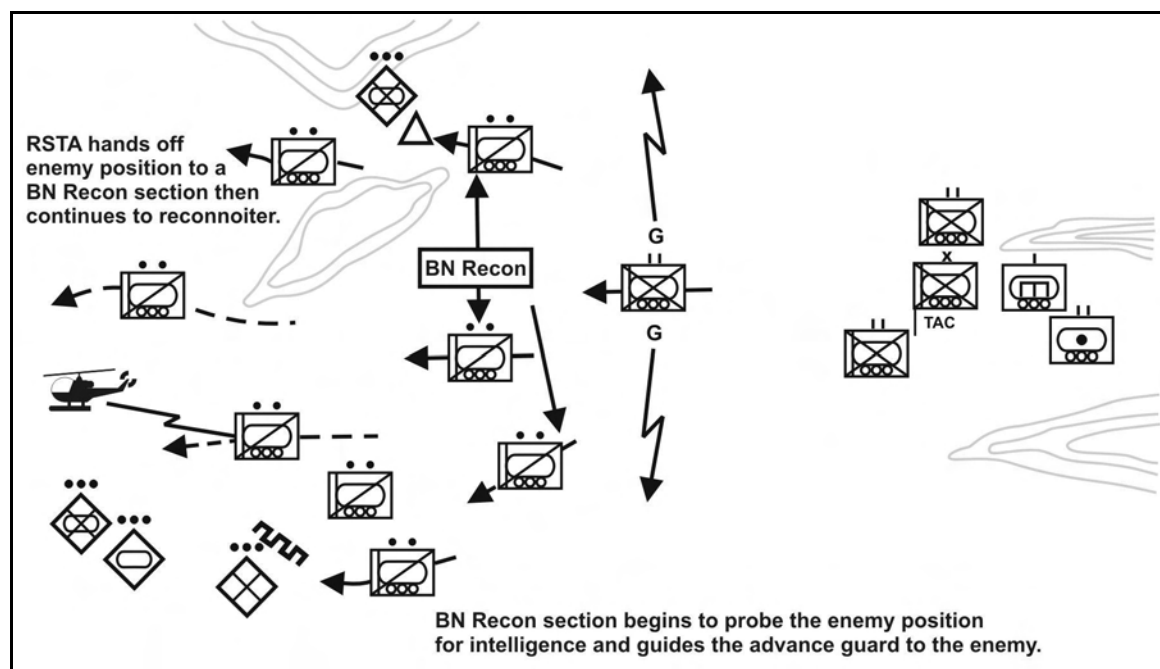 RSTA hands off
enemy position to a
BN Recon section then
continues to reconnoiter.
BN Recon
G
G
x
TAC
BN Recon section begins to probe the enemy position
for intelligence and guides the advance guard to the enemy.